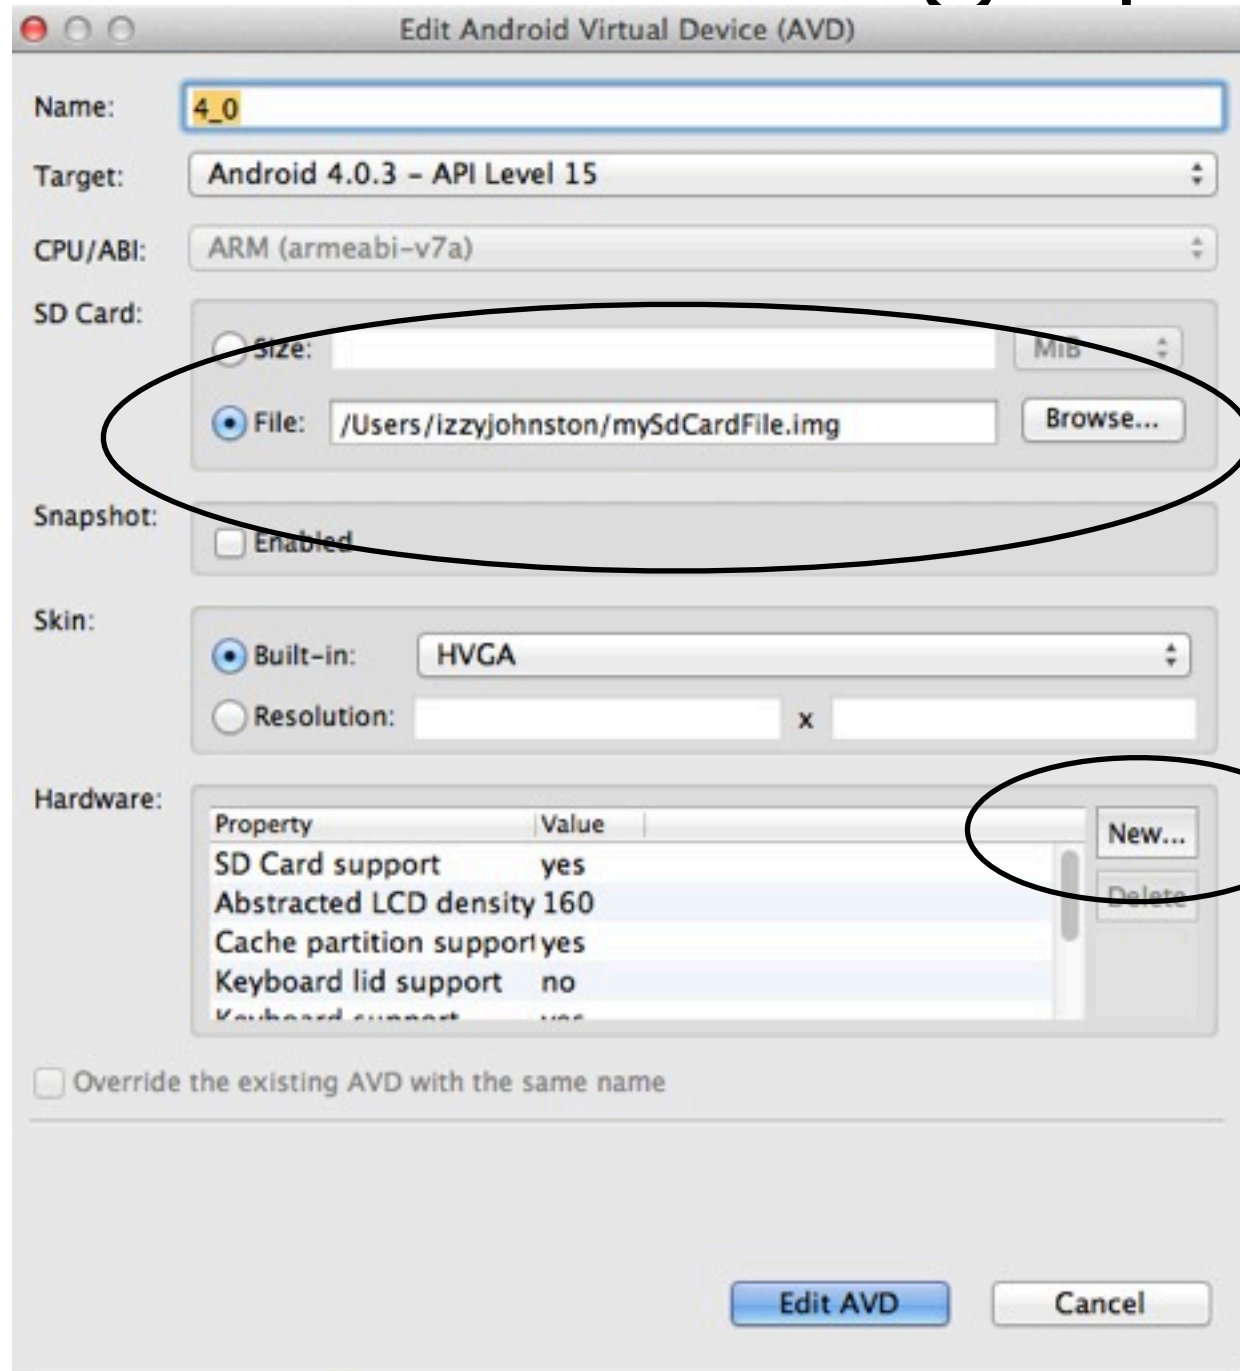 Edit Android Virtual Device (AVD)
Name: 4_0
Target: Android 4.0.3 – API Level 15
CPU/ABI: ARM (armeabi-v7a)
SD Card:
Size: MiB
File: /Users/izzyjohnston/mySdCardFile.img Browse...
Snapshot:
Enabled
Skin:
Built-in: HVGA
Resolution: x
Hardware:
Property Value New...
SD Card support yes
Abstracted LCD density 160 Delete
Cache partition support yes
Keyboard lid support no
Keyboard support yes
Override the existing AVD with the same name
Edit AVD Cancel